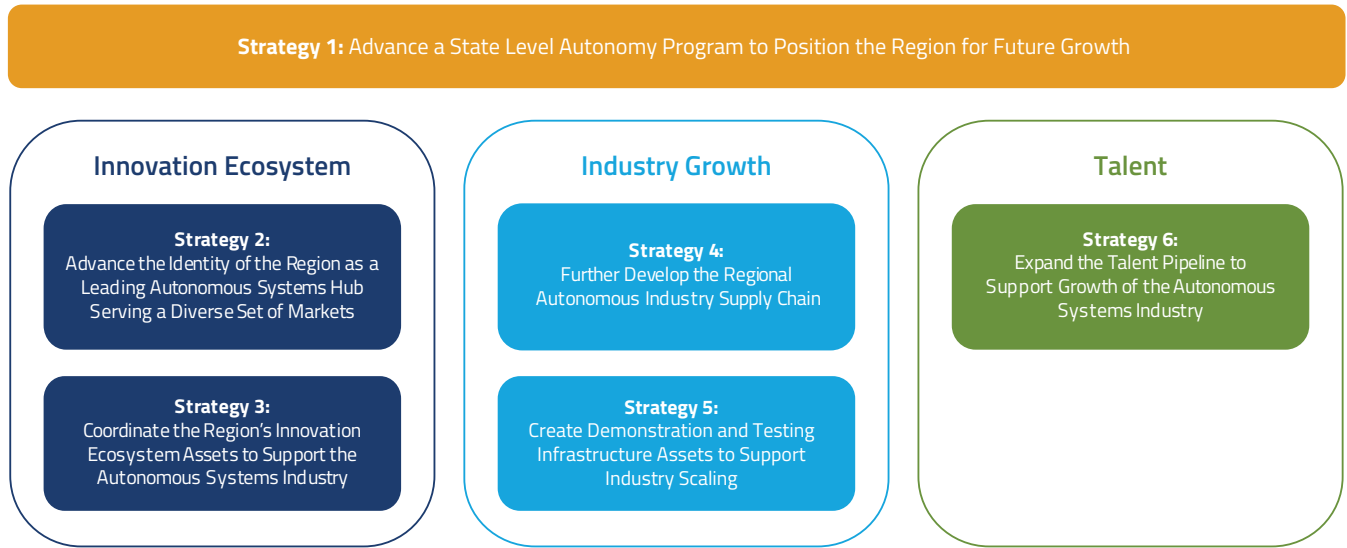 Strategy 1: Advance a State Level Autonomy Program to Position the Region for Future Growth
Innovation Ecosystem
Strategy 2:
Advance the Identity of the Region as a
Leading Autonomous Systems Hub
Serving a Diverse Set of Markets
Strategy 3:
Coordinate the Region’s Innovation
Ecosystem Assets to Support the
Autonomous Systems Industry
Industry Growth
Strategy 4:
Further Develop the Regional
Autonomous Industry Supply Chain
Strategy 5:
Create Demonstration and Testing
Infrastructure Assets to Support
Industry Scaling
Talent
Strategy 6:
Expand the Talent Pipeline to
Support Growth of the Autonomous
Systems Industry